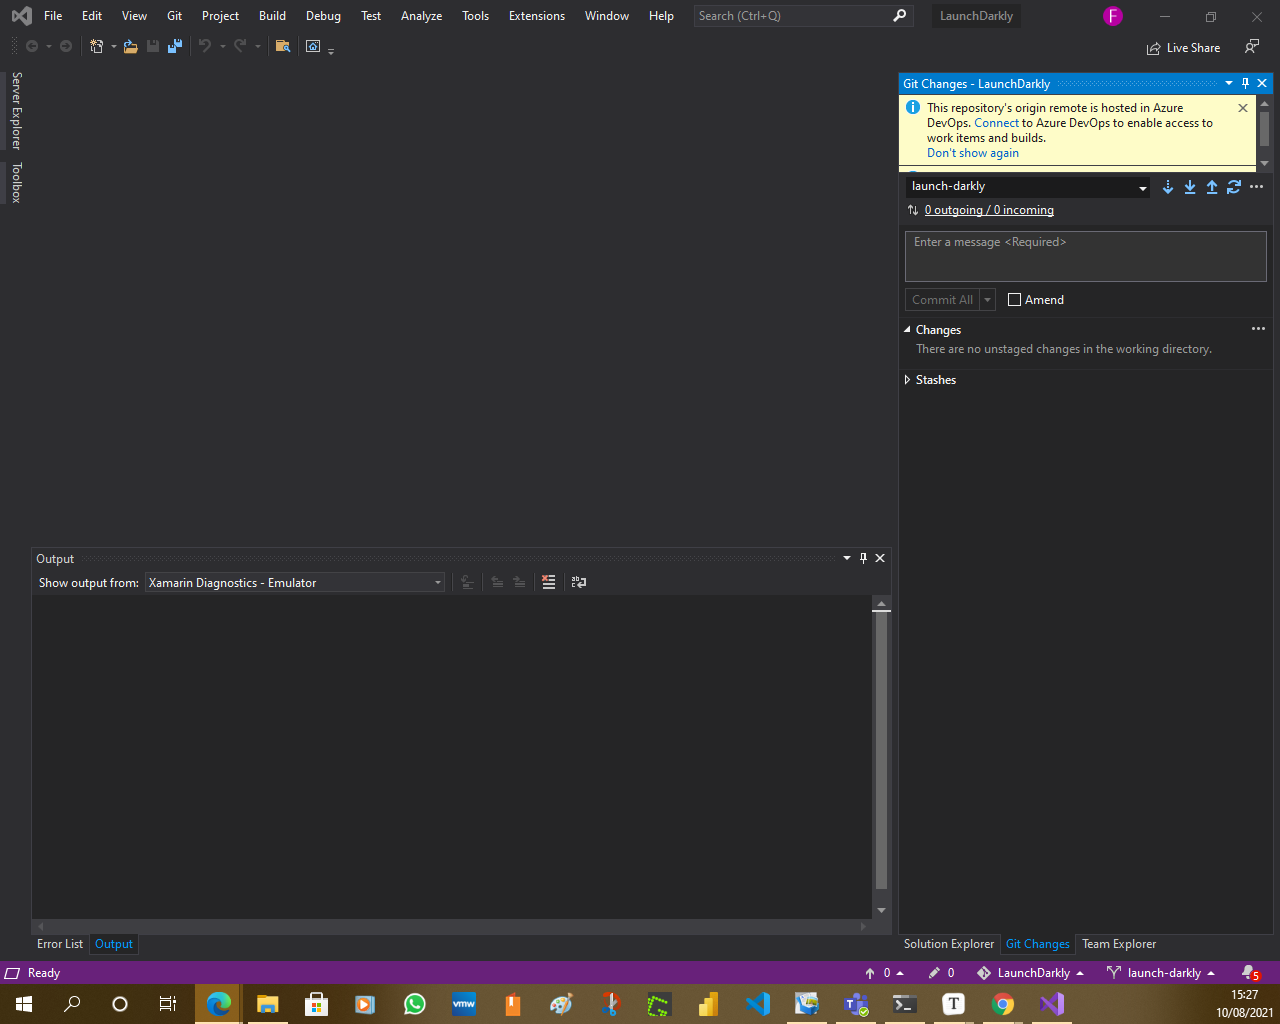 File Edit View Git Project Build Debug Test Analyze Tools Extensions Window Help Search (Ctrl+Q) LaunchDarkly F
Live Share
Server Explorer
Toolbox
Git Changes - LaunchDarkly
This repository's origin remote is hosted in Azure
DevOps. Connect to Azure DevOps to enable access to
work items and builds.
Don't show again
launch-darkly
0 outgoing / 0 incoming
Enter a message <Required>
Commit All Amend
Changes
There are no unstaged changes in the working directory.
Stashes
Output
Show output from: Xamarin Diagnostics - Emulator
Error List Output
Solution Explorer Git Changes Team Explorer
Ready 0 0 LaunchDarkly launch-darkly 5
vmw T
15:27
10/08/2021